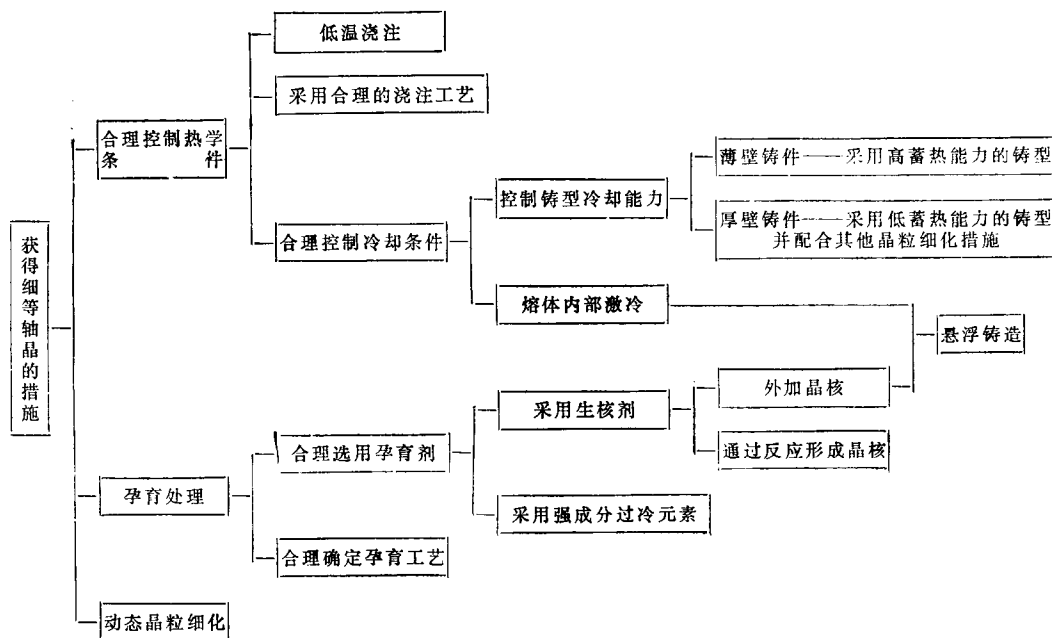 获得细等轴晶的措施
合理控制热学
条件
低温浇注
采用合理的浇注工艺
合理控制冷却条件
控制铸型冷却能力
薄壁铸件——采用高蓄热能力的铸型
厚壁铸件——采用低蓄热能力的铸型
并配合其他晶粒细化措施
熔体内部激冷
悬浮铸造
孕育处理
合理选用孕育剂
采用生核剂
外加晶核
通过反应形成晶核
采用强成分过冷元素
合理确定孕育工艺
动态晶粒细化